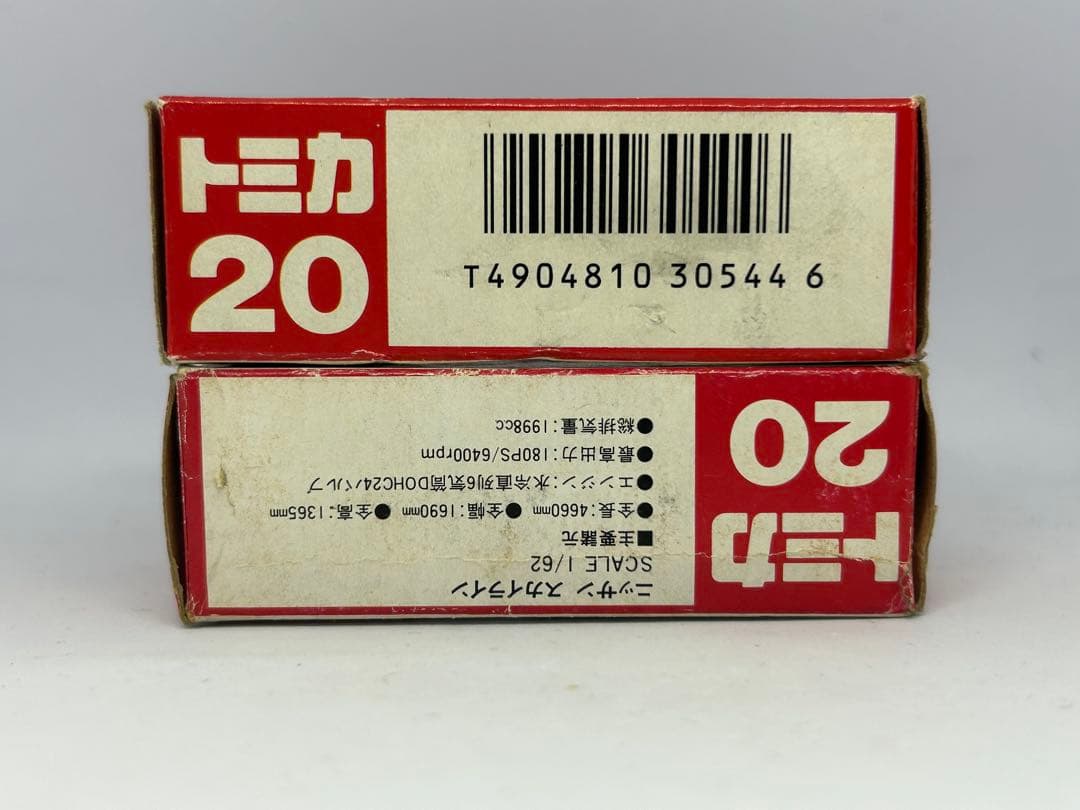 トミカ
20
T4904810 30544 6
トミカ
20
ニッサン スカイライン
SCALE 1/62
■主要諸元
●全長:4660mm ●全幅:1690mm ●全高:1365mm
●エンジン:水冷直列6気筒DOHC24バルブ
●最高出力:180PS/6400rpm
●総排気量:1998cc